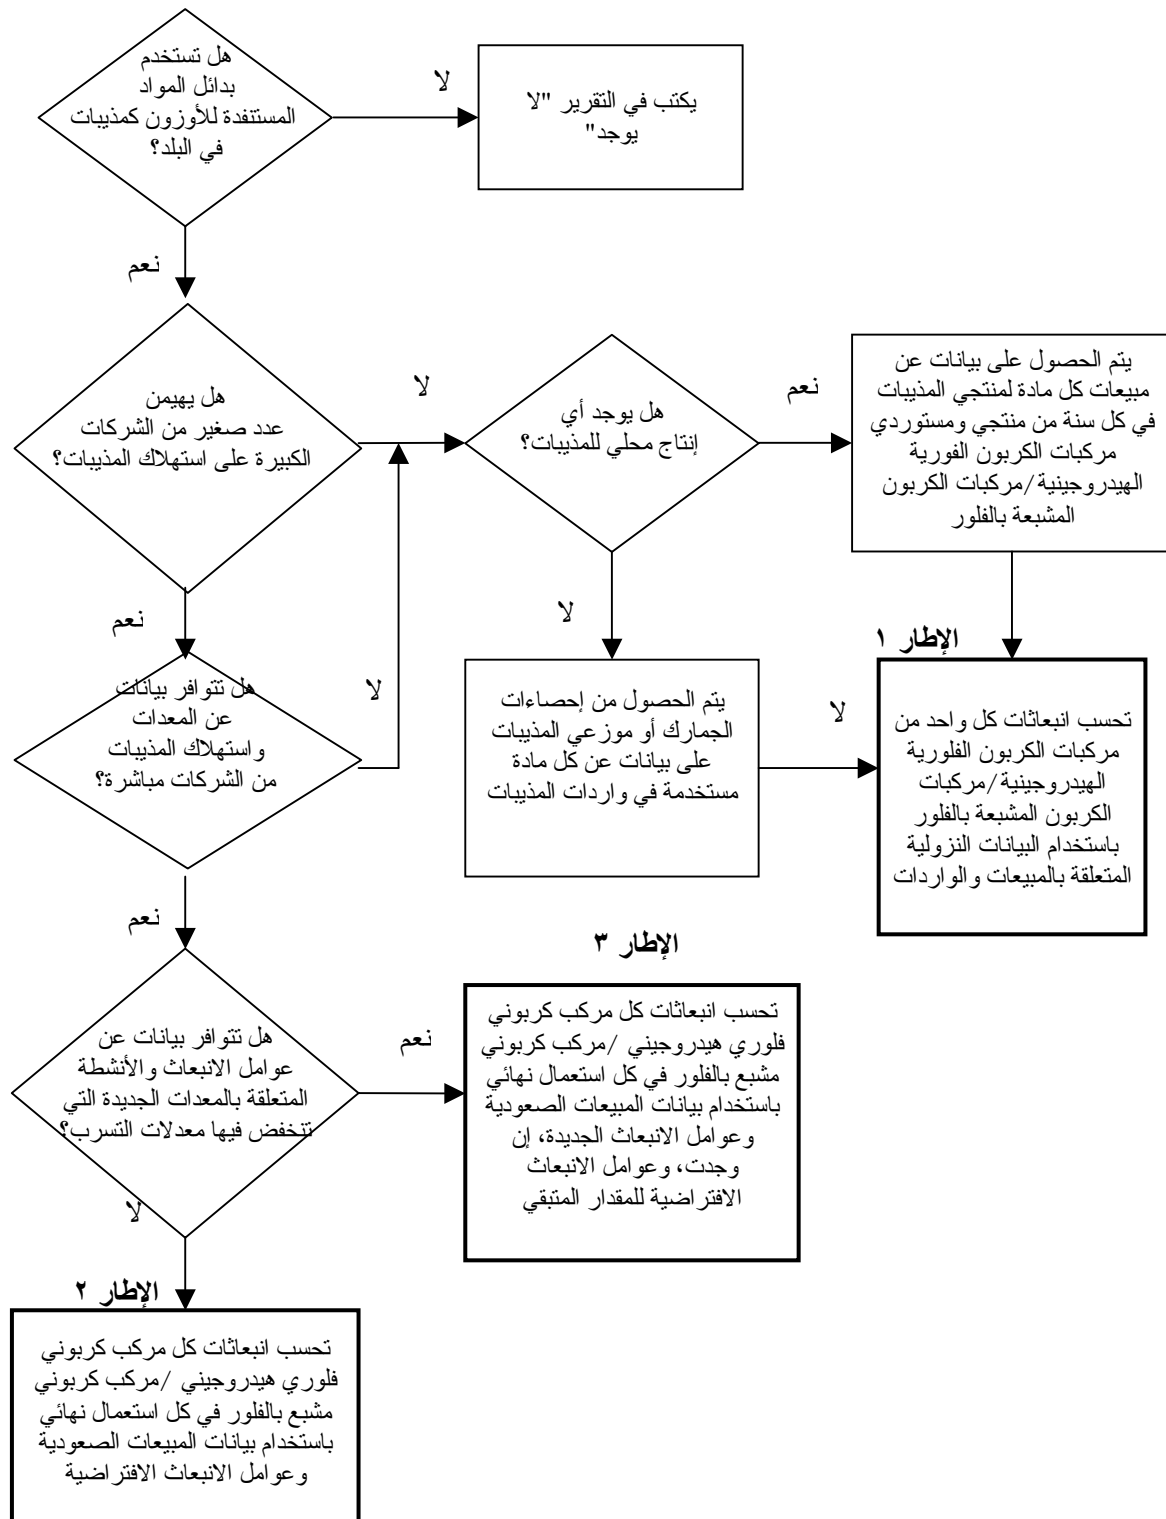 هل تستخدم
بدائل المواد
المستنفدة للأوزون كمذيبات
في البلد؟
لا
يكتب في التقرير "لا
يوجد"
نعم
هل يهيمن
عدد صغير من الشركات
الكبيرة على استهلاك المذيبات؟
لا
هل يوجد أي
إنتاج محلي للمذيبات؟
نعم
يتم الحصول على بيانات عن
مبيعات كل مادة لمنتجي المذيبات
في كل سنة من منتجي ومستوردي
مركبات الكربون الفورية
الهيدروجينية/مركبات الكربون
المشبعة بالفلور
نعم
لا
الإطار ١
هل تتوافر بيانات
عن المعدات
واستهلاك المذيبات
من الشركات مباشرة؟
لا
يتم الحصول من إحصاءات
الجمارك أو موزعي المذيبات
على بيانات عن كل مادة
مستخدمة في واردات المذيبات
لا
تحسب انبعاثات كل واحد من
مركبات الكربون الفلورية
الهيدروجينية/مركبات
الكربون المشبعة بالفلور
باستخدام البيانات النزولية
المتعلقة بالمبيعات والواردات
نعم
الإطار ٣
هل تتوافر بيانات عن
عوامل الانبعاث والأنشطة
المتعلقة بالمعدات الجديدة التي
تنخفض فيها معدلات التسرب؟
نعم
تحسب انبعاثات كل مركب كربوني
فلوري هيدروجيني /مركب كربوني
مشبع بالفلور في كل استعمال نهائي
باستخدام بيانات المبيعات الصعودية
وعوامل الانبعاث الجديدة، إن
وجدت، وعوامل الانبعاث
الافتراضية للمقدار المتبقي
لا
الإطار ٢
تحسب انبعاثات كل مركب كربوني
فلوري هيدروجيني /مركب كربوني
مشبع بالفلور في كل استعمال نهائي
باستخدام بيانات المبيعات الصعودية
وعوامل الانبعاث الافتراضية